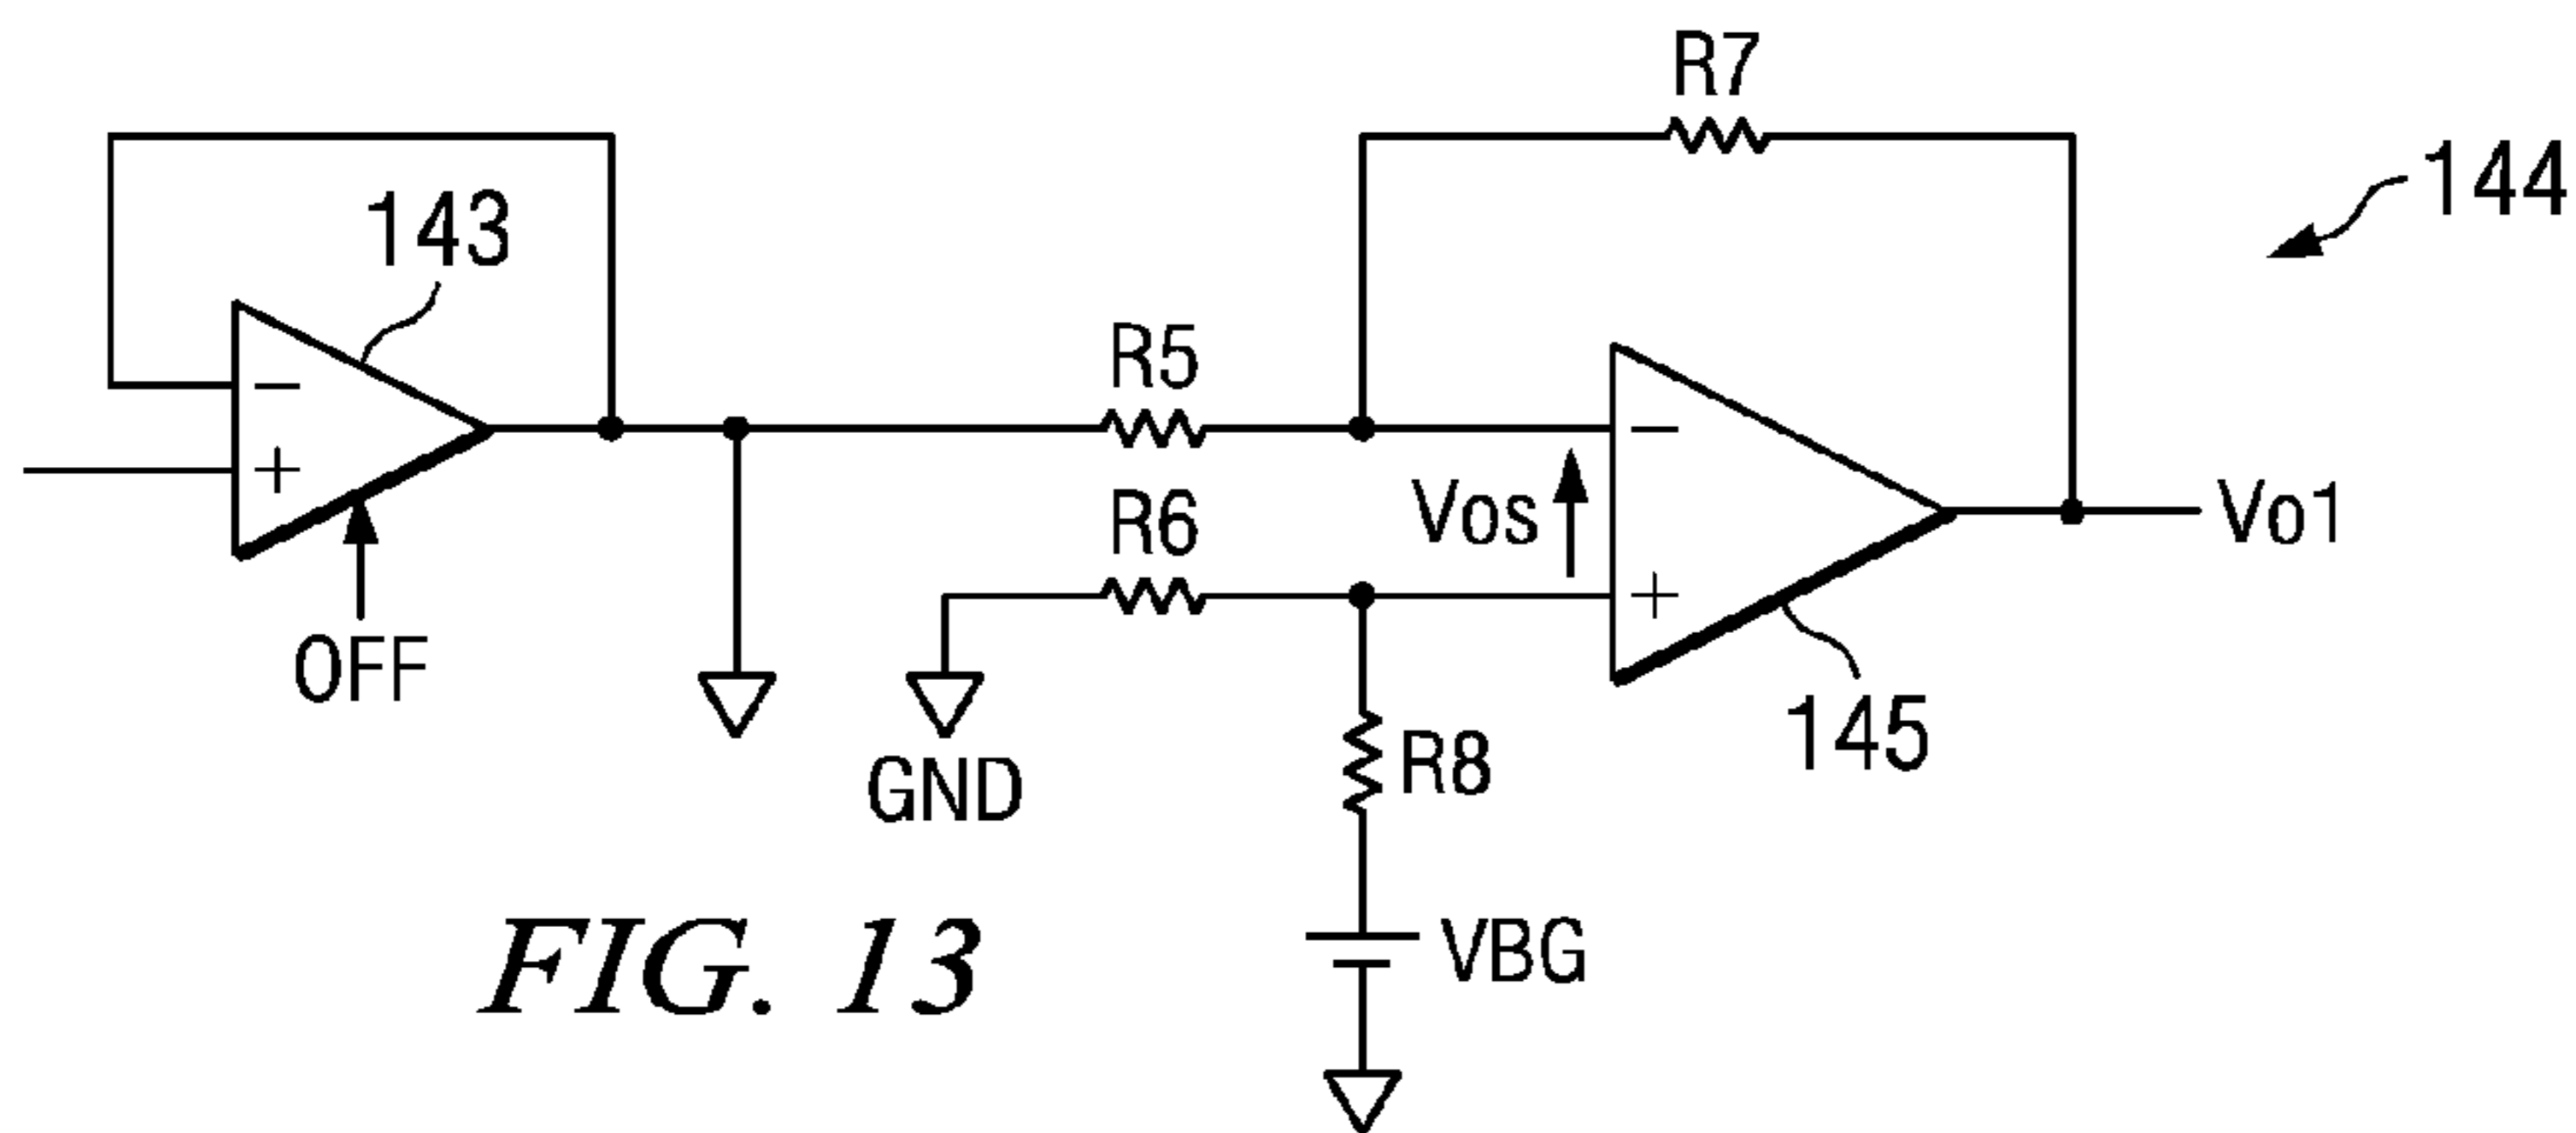 R7
144
143
R5
−
−
+
R6
Vos
Vo1
+
OFF
GND
R8
145
VBG
FIG. 13